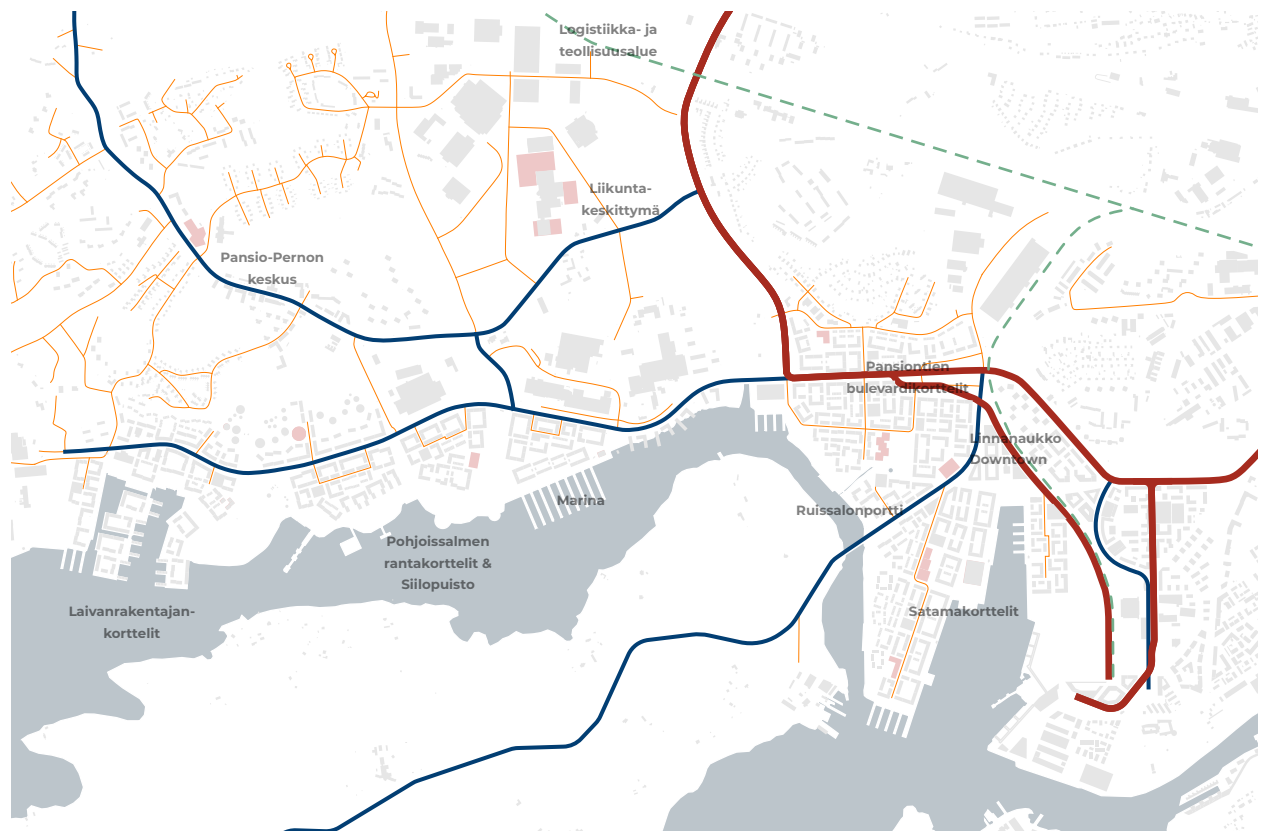 Logistiikka- ja
teollisuusalue
Liikunta-
keskittymä
Pansio-Pernon
keskus
Pansiontien
bulevardikorttelit
Linnanaukko
Downtown
Marina
Ruissalonportti
Pohjoissalmen
rantakorttelit &
Siilopuisto
Laivanrakentajan-
korttelit
Satamakorttelit